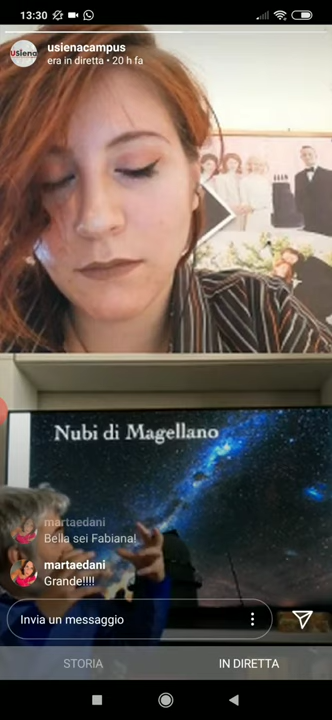 13:30
USiena
usienacampus
era in diretta • 20 h fa
Nubi di Magellano
martaedani
Bella sei Fabiana!
martaedani
Grande!!!!
Invia un messaggio
STORIA
IN DIRETTA